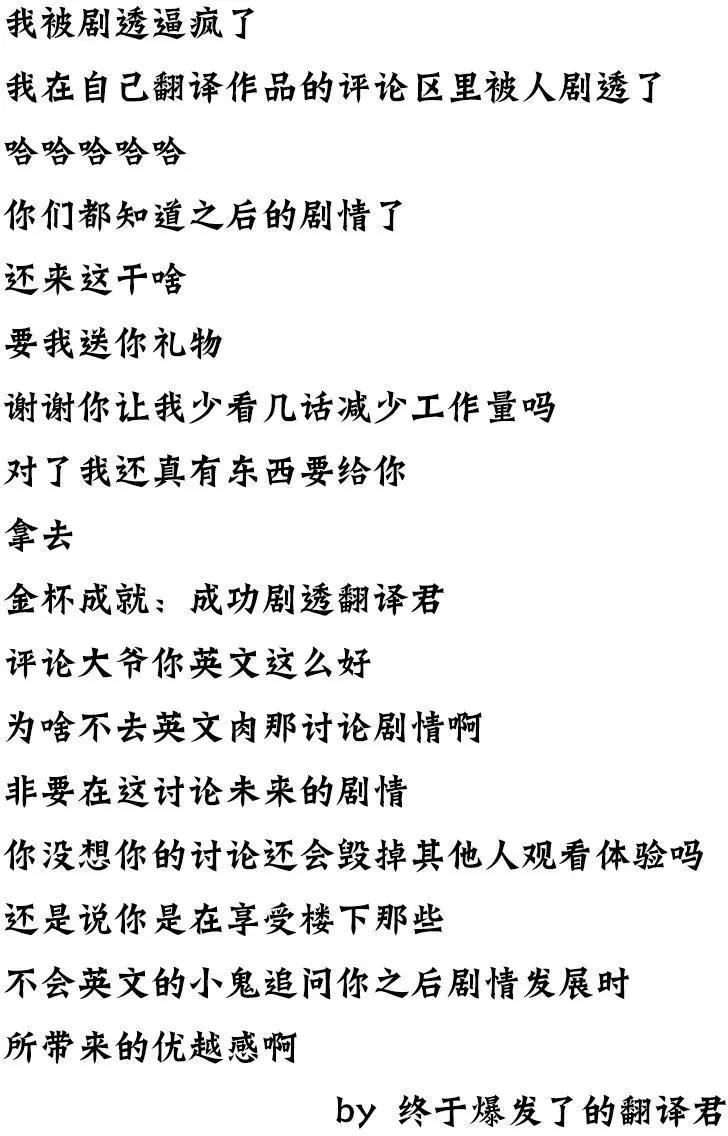 我被剧透逼疯了
我在自己翻译作品的评论区里被人剧透了
哈哈哈哈哈
你们都知道之后的剧情了
还来这干啥
要我送你礼物
谢谢你让我少看几话减少工作量吗
对了我还真有东西要给你
拿去
金杯成就：成功剧透翻译君
评论大爷你英文这么好
为啥不去英文肉那讨论剧情啊
非要在这讨论未来的剧情
你没想你的讨论还会毁掉其他人观看体验吗
还是说你是在享受楼下那些
不会英文的小鬼追问你之后剧情发展时
所带来的优越感啊
by 终于爆发了的翻译君